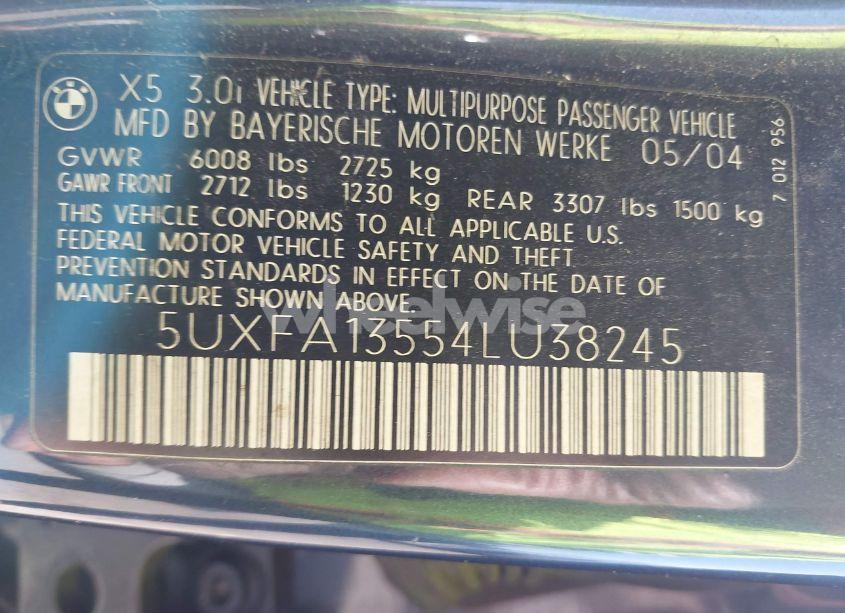 X5 3.0i VEHICLE TYPE: MULTIPURPOSE PASSENGER VEHICLE
MFD BY BAYERISCHE MOTOREN WERKE 05/04
GVWR 6008 lbs 2725 kg
GAWR FRONT 2712 lbs 1230 kg REAR 3307 lbs 1500 kg
THIS VEHICLE CONFORMS TO ALL APPLICABLE U.S.
FEDERAL MOTOR VEHICLE SAFETY AND THEFT
PREVENTION STANDARDS IN EFFECT ON THE DATE OF
MANUFACTURE SHOWN ABOVE.
5UXFA13554LU38245
7 012 956
wheelwise